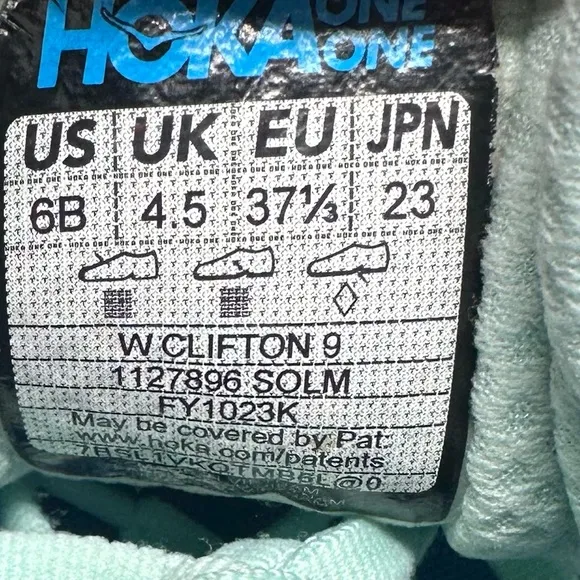 HOKA ONE ONE
US UK EU JPN
6B 4.5 37⅓ 23
W CLIFTON 9
1127896 SOLM
FY1023K
May be covered by Pat:
www.hoka.com/patents